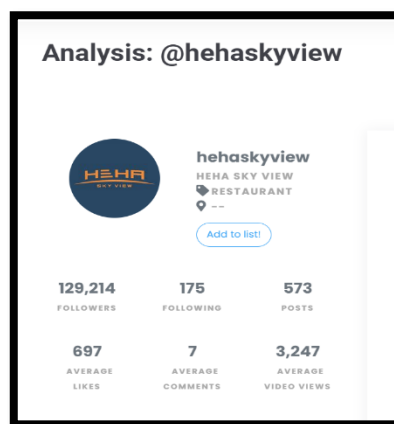 Analysis: @hehaskyview
HEHA
SKY VIEW
hehaskyview
HEHA SKY VIEW
RESTAURANT
--
Add to list!
129,214 175 573
FOLLOWERS FOLLOWING POSTS
697 7 3,247
AVERAGE AVERAGE AVERAGE
LIKES COMMENTS VIDEO VIEWS